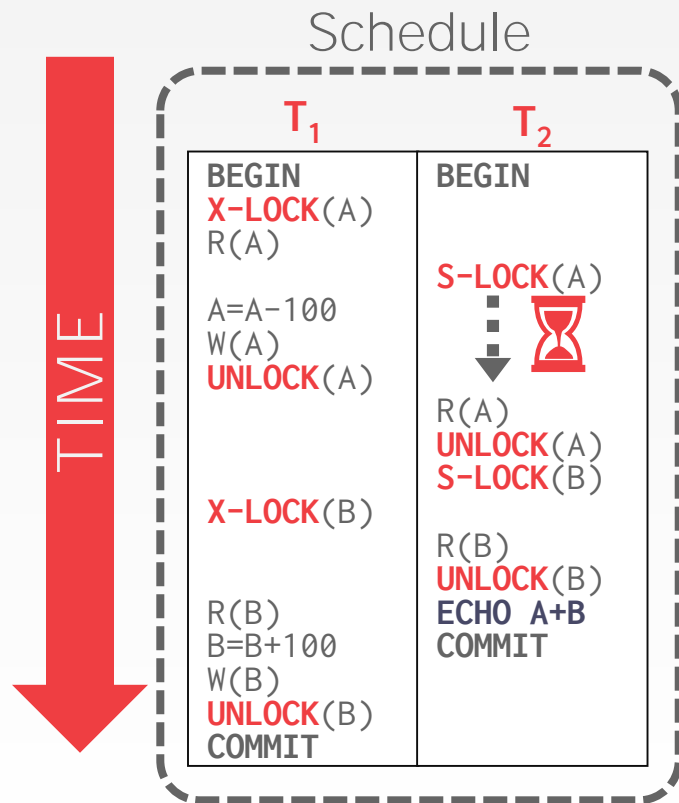 Schedule
TIME
T1
T2
BEGIN
X-LOCK(A)
R(A)
A=A-100
W(A)
UNLOCK(A)
X-LOCK(B)
R(B)
B=B+100
W(B)
UNLOCK(B)
COMMIT
BEGIN
S-LOCK(A)
R(A)
UNLOCK(A)
S-LOCK(B)
R(B)
UNLOCK(B)
ECHO A+B
COMMIT